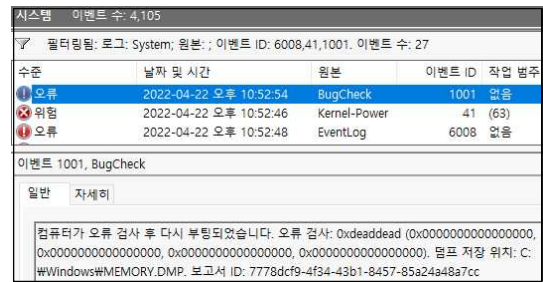 시스템 이벤트 수: 4,105
필터링됨: 로그: System; 원본: ; 이벤트 ID: 6008,41,1001. 이벤트 수: 27
수준 날짜 및 시간 원본 이벤트 ID 작업 범주
오류 2022-04-22 오후 10:52:54 BugCheck 1001 없음
위험 2022-04-22 오후 10:52:46 Kernel-Power 41 (63)
오류 2022-04-22 오후 10:52:48 EventLog 6008 없음
이벤트 1001, BugCheck
일반 자세히
컴퓨터가 오류 검사 후 다시 부팅되었습니다. 오류 검사: 0xdeaddead (0x0000000000000000,
0x0000000000000000, 0x0000000000000000, 0x0000000000000000). 덤프 저장 위치: C:
₩Windows₩MEMORY.DMP. 보고서 ID: 7778dcf9-4f34-43b1-8457-85a24a48a7cc